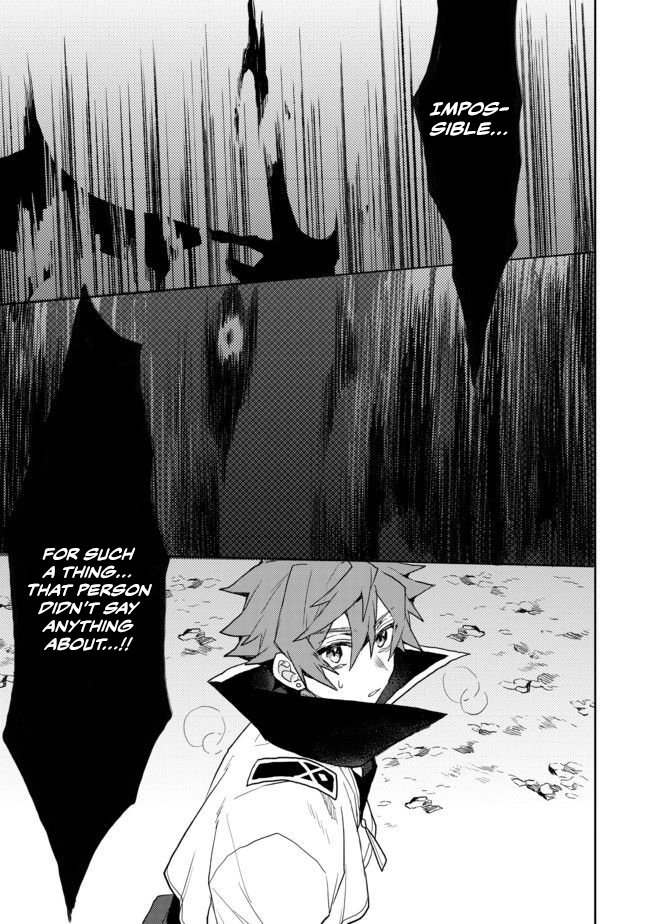 IMPOS-
SIBLE...
FOR SUCH
A THING...
THAT PERSON
DIDN'T SAY
ANYTHING
ABOUT...!!